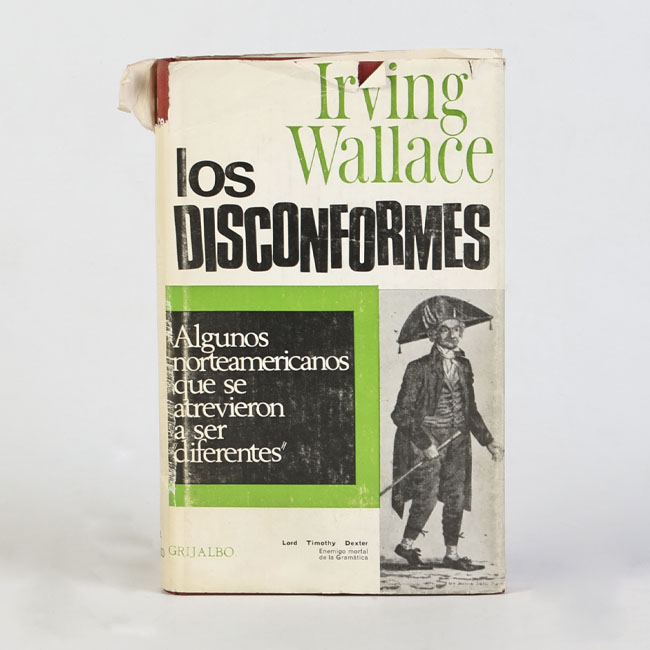 Irving
Wallace
los
DISCONFORMES
Algunos
norteamericanos
que se
atrevieron
a ser
diferentes"
Lord Timothy Dexter
Enemigo mortal
de la Gramática
GRIJALBO